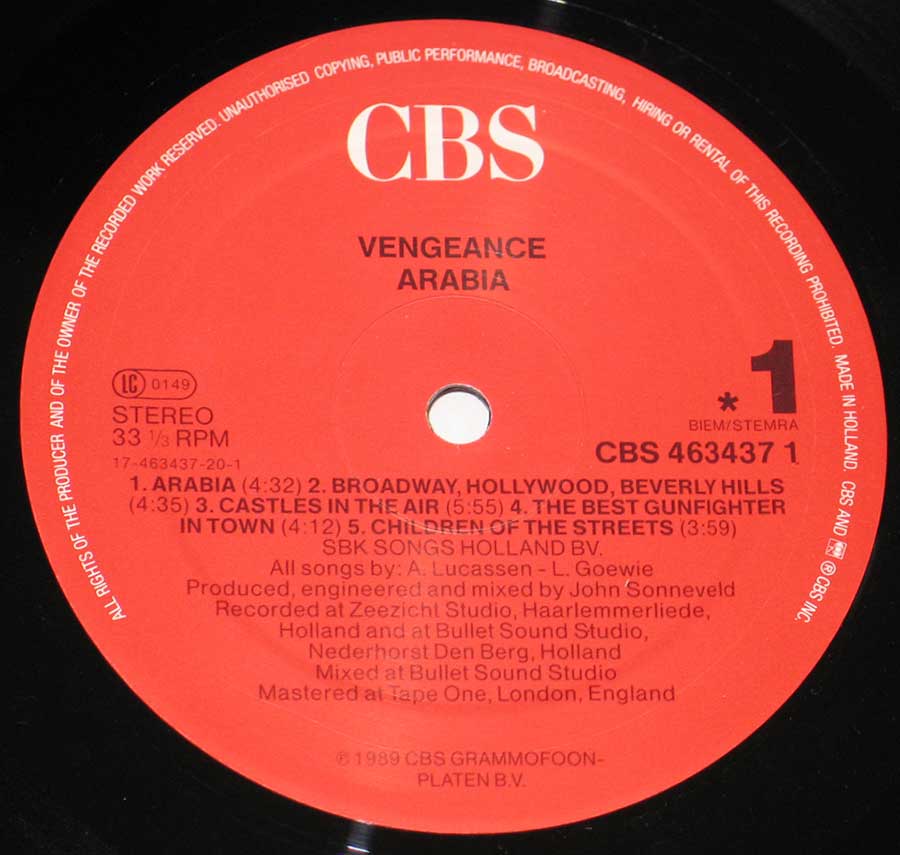 ALL RIGHTS OF THE PRODUCER AND OF THE OWNER OF THE RECORDED WORK RESERVED. UNAUTHORISED COPYING, PUBLIC PERFORMANCE, BROADCASTING, HIRING OR RENTAL OF THIS RECORDING PROHIBITED. MADE IN HOLLAND. CBS AND ℗ CBS INC.
CBS
VENGEANCE
ARABIA
LC 0149
STEREO
33 1/3 RPM
17-463437-20-1
* 1
BIEM/STEMRA
CBS 463437 1
1. ARABIA (4:32) 2. BROADWAY, HOLLYWOOD, BEVERLY HILLS
(4:35) 3. CASTLES IN THE AIR (5:55) 4. THE BEST GUNFIGHTER
IN TOWN (4:12) 5. CHILDREN OF THE STREETS (3:59)
SBK SONGS HOLLAND BV.
All songs by: A. Lucassen - L. Goewie
Produced, engineered and mixed by John Sonneveld
Recorded at Zeezicht Studio, Haarlemmerliede,
Holland and at Bullet Sound Studio,
Nederhorst Den Berg, Holland
Mixed at Bullet Sound Studio
Mastered at Tape One, London, England
℗ 1989 CBS GRAMMOFOON-
PLATEN B.V.